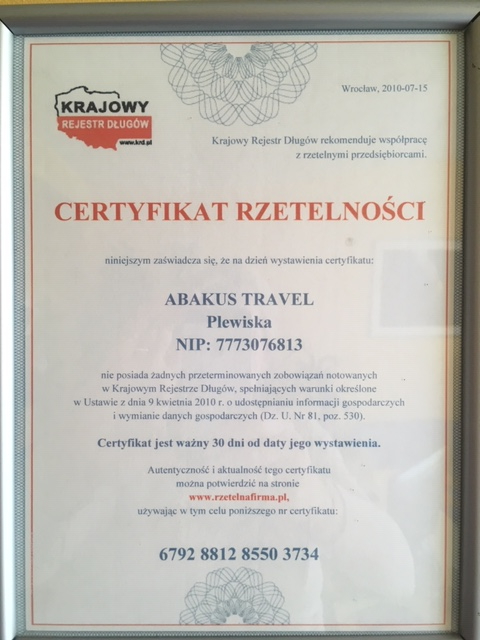 KRAJOWY
REJESTR DŁUGÓW
www.krd.pl
Wrocław, 2010-07-15
Krajowy Rejestr Długów rekomenduje współpracę
z rzetelnymi przedsiębiorcami.
CERTYFIKAT RZETELNOŚCI
niniejszym zaświadcza się, że na dzień wystawienia certyfikatu:
ABAKUS TRAVEL
Plewiska
NIP: 7773076813
nie posiada żadnych przeterminowanych zobowiązań notowanych
w Krajowym Rejestrze Długów, spełniających warunki określone
w Ustawie z dnia 9 kwietnia 2010 r. o udostępnianiu informacji gospodarczych
i wymianie danych gospodarczych (Dz. U. Nr 81, poz. 530).
Certyfikat jest ważny 30 dni od daty jego wystawienia.
Autentyczność i aktualność tego certyfikatu
można potwierdzić na stronie
www.rzetelnafirma.pl,
używając w tym celu poniższego nr certyfikatu:
6792 8812 8550 3734